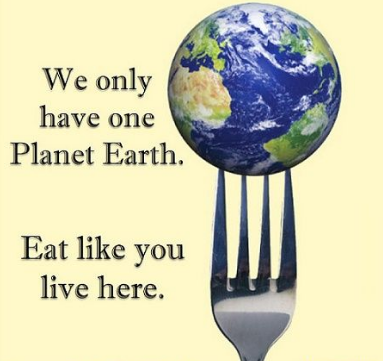 We only
have one
Planet Earth.
Eat like you
live here.